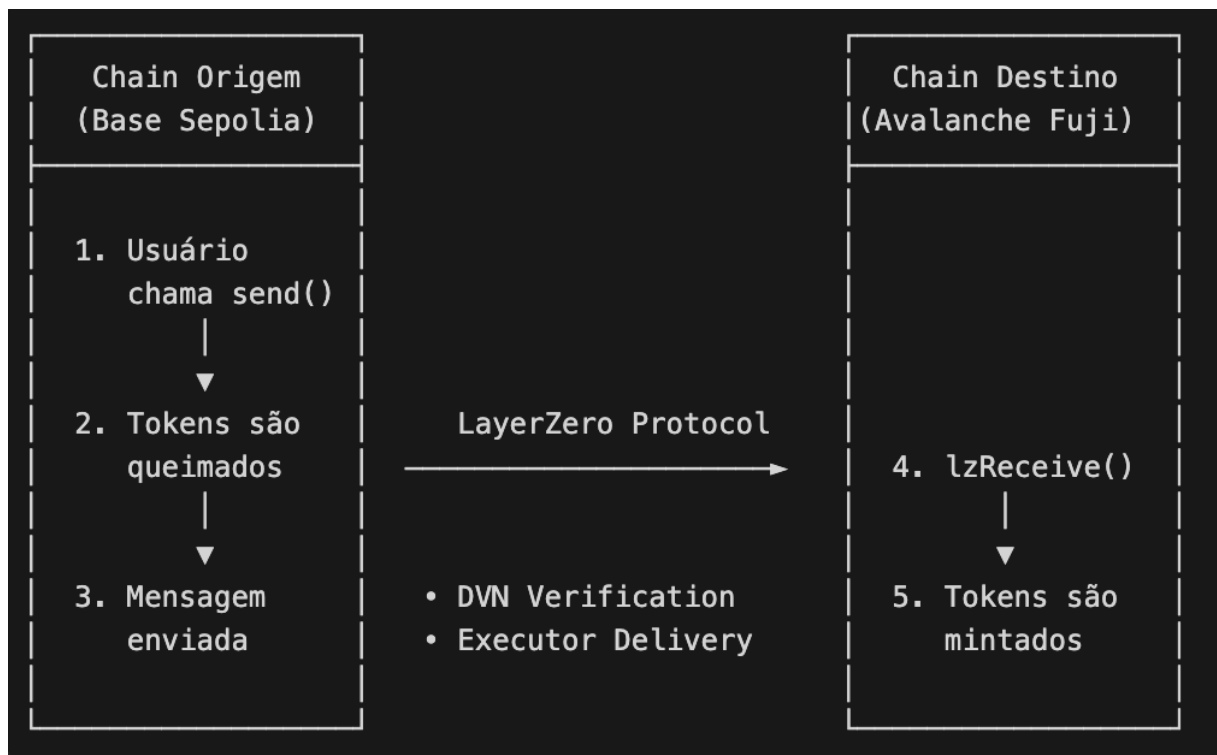 Chain Origem
(Base Sepolia)
1. Usuário
chama send()
2. Tokens são
queimados
3. Mensagem
enviada
LayerZero Protocol
• DVN Verification
• Executor Delivery
Chain Destino
(Avalanche Fuji)
4. lzReceive()
5. Tokens são
mintados